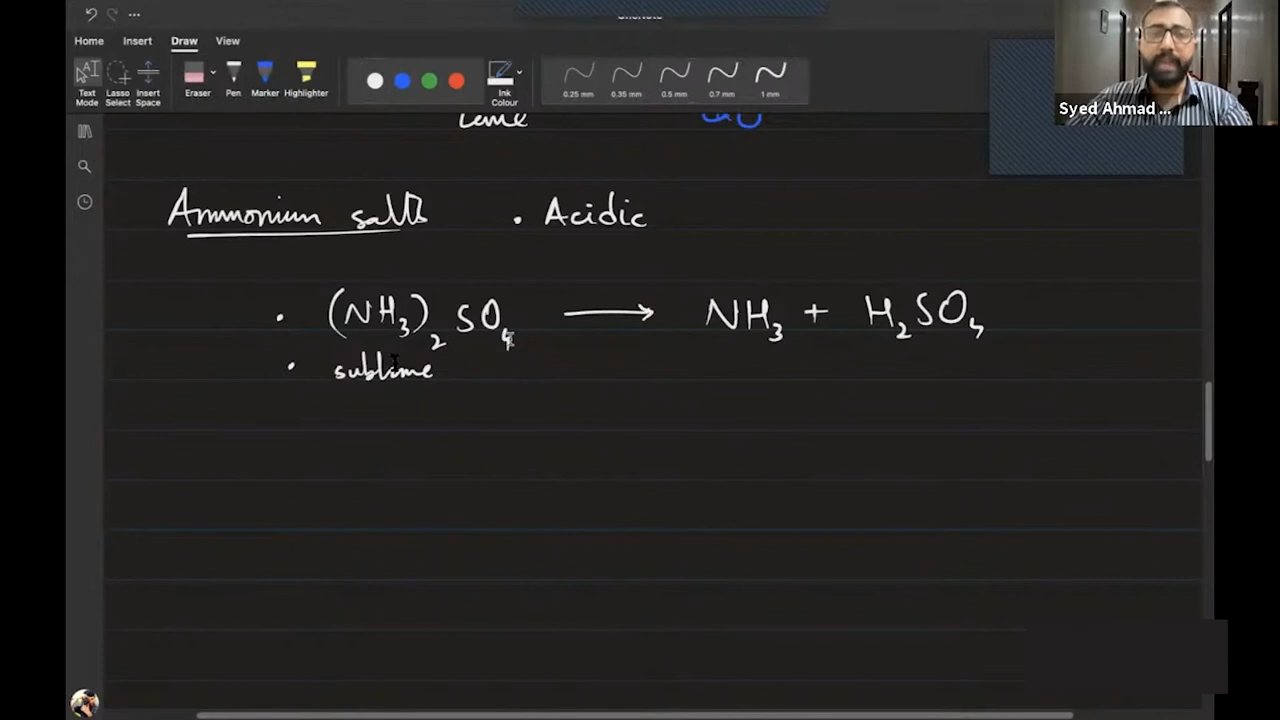 Home Insert Draw View
Text Mode Lasso Select Insert Space Eraser Pen Marker Highlighter Ink Colour 0.25 mm 0.35 mm 0.5 mm 0.7 mm 1 mm
Syed Ahmad ...
Ammonium salts • Acidic
• (NH₃)₂ SO₄ ⟶ NH₃ + H₂SO₄
• sublime